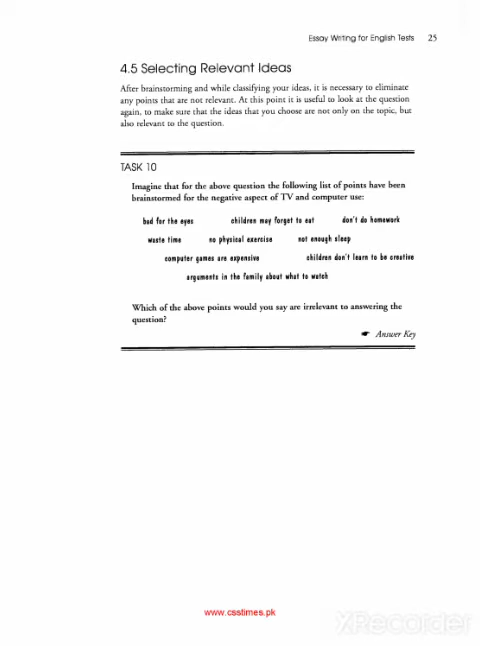 Essay Writing for English Tests 25
4.5 Selecting Relevant Ideas
After brainstorming and while classifying your ideas, it is necessary to eliminate
any points that are not relevant. At this point it is useful to look at the question
again, to make sure that the ideas that you choose are not only on the topic, but
also relevant to the question.
TASK 10
Imagine that for the above question the following list of points have been
brainstormed for the negative aspect of TV and computer use:
bad for the eyes children may forget to eat don't do homework
waste time no physical exercise not enough sleep
computer games are expensive children don't learn to be creative
arguments in the family about what to watch
Which of the above points would you say are irrelevant to answering the
question?
☛ Answer Key
www.csstimes.pk
XRecorder